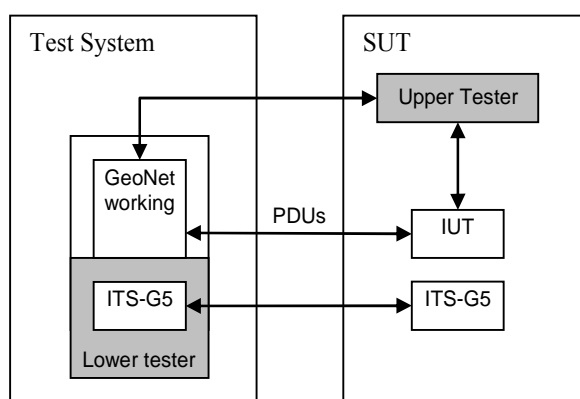 Test System
SUT
Upper Tester
GeoNet
working
PDUs
IUT
ITS-G5
ITS-G5
Lower tester